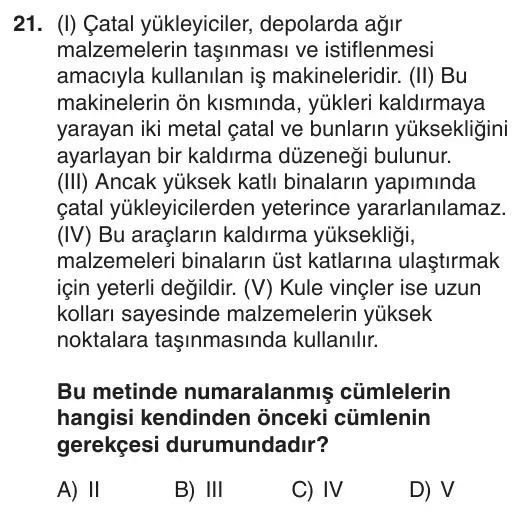 21. (I) Çatal yükleyiciler, depolarda ağır
malzemelerin taşınması ve istiflenmesi
amacıyla kullanılan iş makineleridir. (II) Bu
makinelerin ön kısmında, yükleri kaldırmaya
yarayan iki metal çatal ve bunların yüksekliğini
ayarlayan bir kaldırma düzeneği bulunur.
(III) Ancak yüksek katlı binaların yapımında
çatal yükleyicilerden yeterince yararlanılamaz.
(IV) Bu araçların kaldırma yüksekliği,
malzemeleri binaların üst katlarına ulaştırmak
için yeterli değildir. (V) Kule vinçler ise uzun
kolları sayesinde malzemelerin yüksek
noktalara taşınmasında kullanılır.
Bu metinde numaralanmış cümlelerin
hangisi kendinden önceki cümlenin
gerekçesi durumundadır?
A) II B) III C) IV D) V